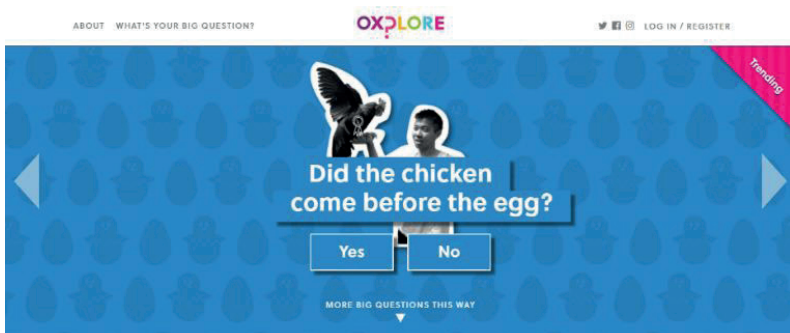 ABOUT WHAT'S YOUR BIG QUESTION?
OXPLORE
LOG IN / REGISTER
Trending
Did the chicken
come before the egg?
Yes No
MORE BIG QUESTIONS THIS WAY